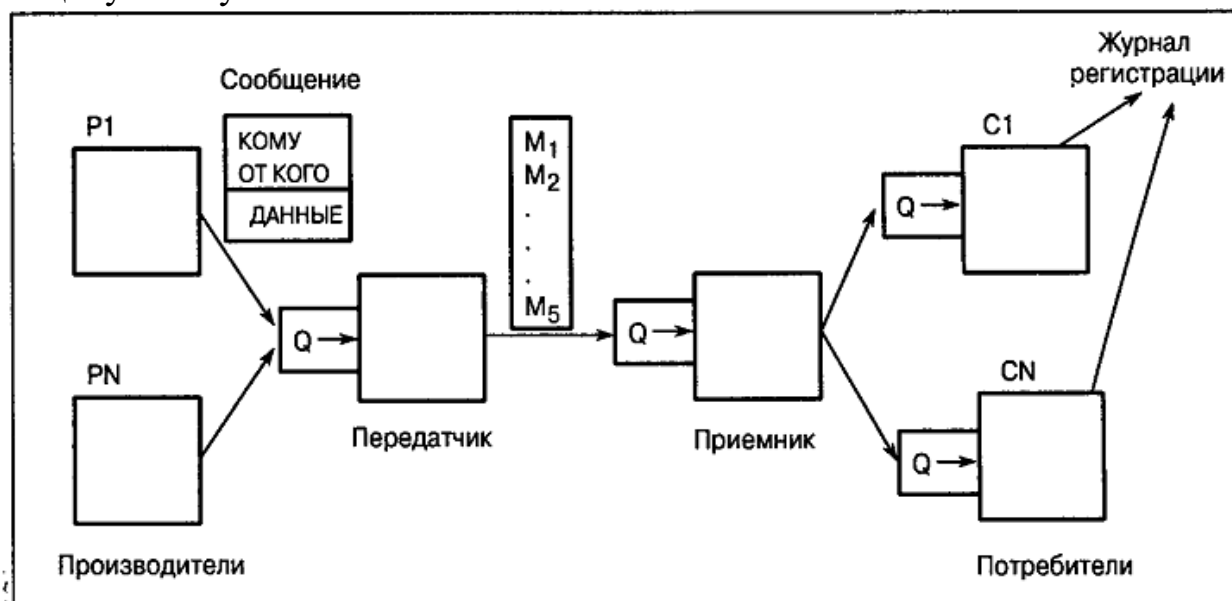 Журнал
регистрации
Сообщение
P1
КОМУ
ОТ КОГО
ДАННЫЕ
M1
M2
.
.
.
M5
C1
Q
Q
Q
PN
CN
Передатчик
Приемник
Q
Производители
Потребители